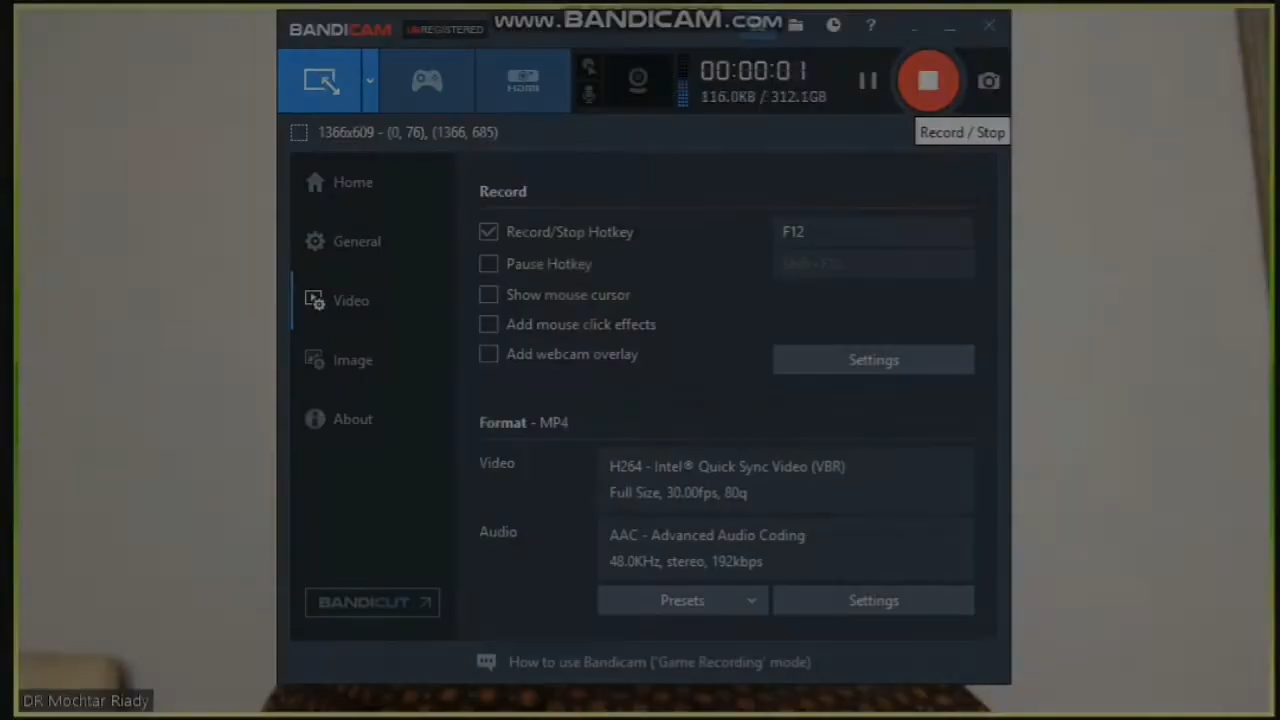 www.BANDICAM.com
BANDICAM UNREGISTERED
HDMI
00:00:01
116.0KB / 312.1GB
1366x609 - (0, 76), (1366, 685)
Record / Stop
Home
General
Video
Image
About
BANDICUT
Record
Record/Stop Hotkey F12
Pause Hotkey Shift+F12
Show mouse cursor
Add mouse click effects
Add webcam overlay
Settings
Format - MP4
Video
H264 - Intel® Quick Sync Video (VBR)
Full Size, 30.00fps, 80q
Audio
AAC - Advanced Audio Coding
48.0KHz, stereo, 192kbps
Presets Settings
How to use Bandicam ('Game Recording' mode)
DR Mochtar Riady